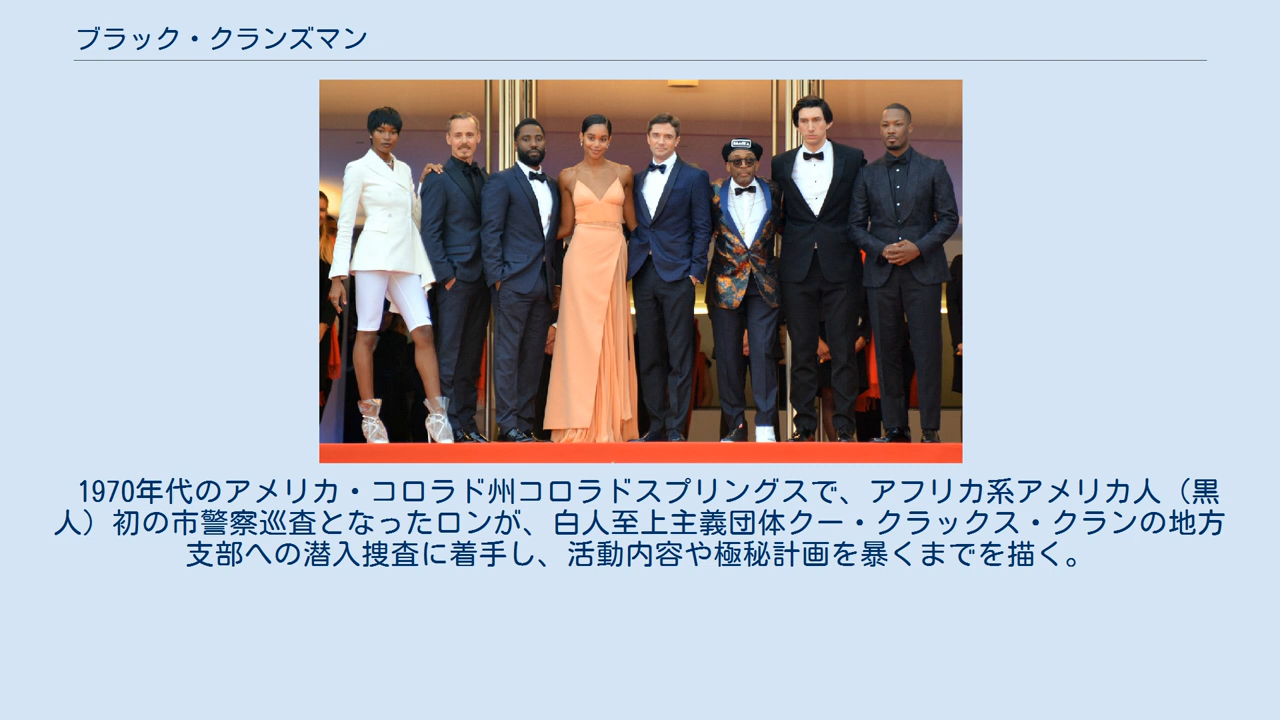 ブラック・クランズマン
1970年代のアメリカ・コロラド州コロラドスプリングスで、アフリカ系アメリカ人（黒
人）初の市警察巡査となったロンが、白人至上主義団体クー・クラックス・クランの地方
支部への潜入捜査に着手し、活動内容や極秘計画を暴くまでを描く。